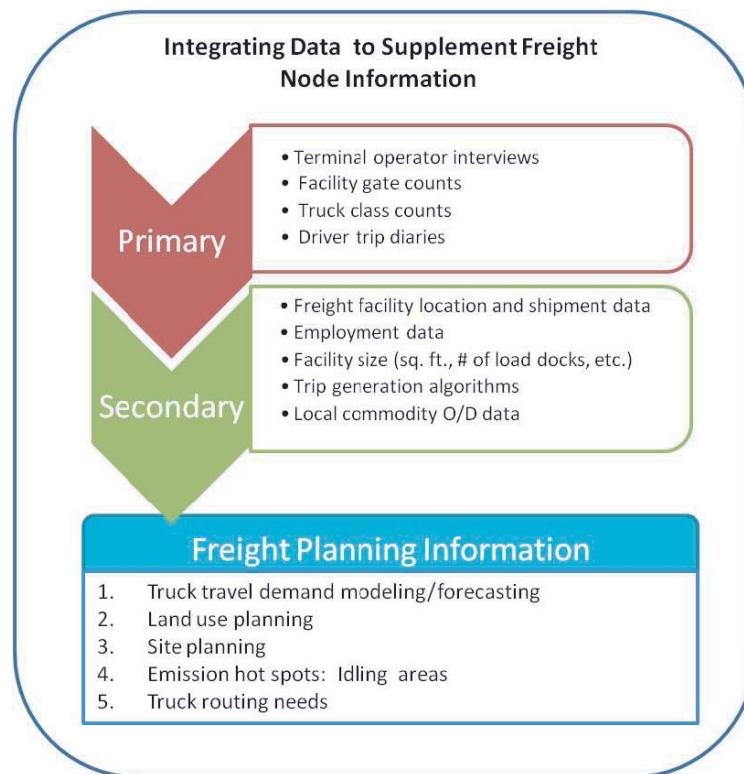 Integrating Data to Supplement Freight
Node Information
Primary
• Terminal operator interviews
• Facility gate counts
• Truck class counts
• Driver trip diaries
Secondary
• Freight facility location and shipment data
• Employment data
• Facility size (sq. ft., # of load docks, etc.)
• Trip generation algorithms
• Local commodity O/D data
Freight Planning Information
1. Truck travel demand modeling/forecasting
2. Land use planning
3. Site planning
4. Emission hot spots: Idling areas
5. Truck routing needs